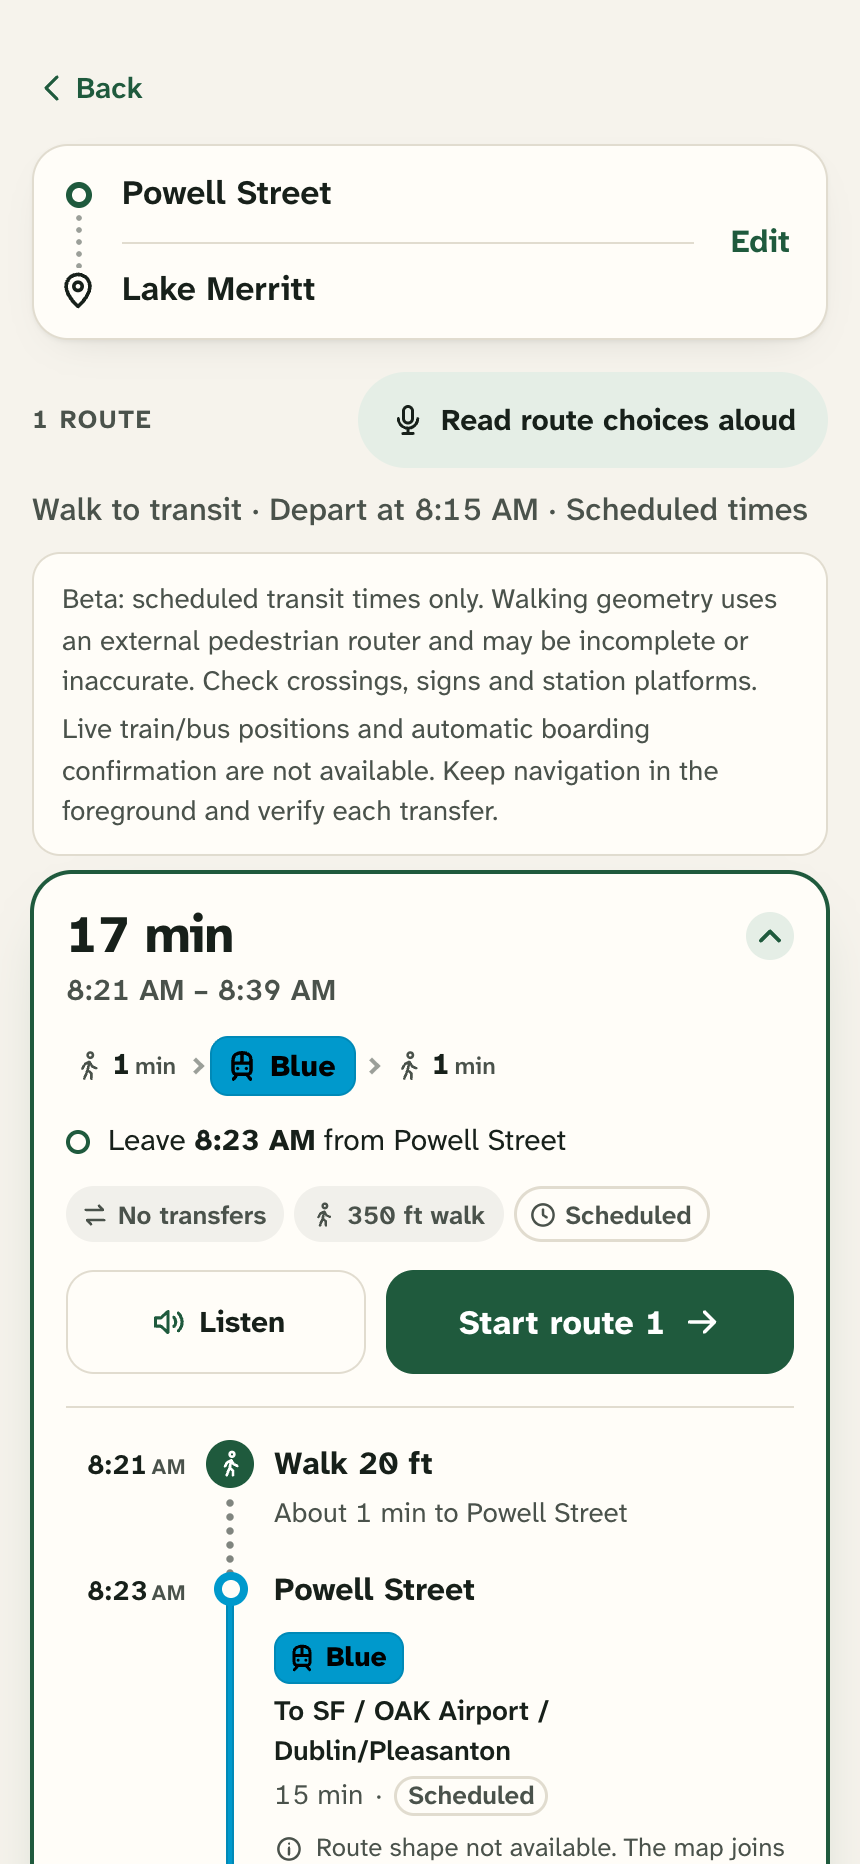 Back
Powell Street
Edit
Lake Merritt
1 ROUTE
Read route choices aloud
Walk to transit · Depart at 8:15 AM · Scheduled times
Beta: scheduled transit times only. Walking geometry uses
an external pedestrian router and may be incomplete or
inaccurate. Check crossings, signs and station platforms.
Live train/bus positions and automatic boarding
confirmation are not available. Keep navigation in the
foreground and verify each transfer.
17 min
8:21 AM – 8:39 AM
1 min > Blue > 1 min
Leave 8:23 AM from Powell Street
No transfers 350 ft walk Scheduled
Listen Start route 1 →
8:21 AM Walk 20 ft
About 1 min to Powell Street
8:23 AM Powell Street
Blue
To SF / OAK Airport /
Dublin/Pleasanton
15 min · Scheduled
Route shape not available. The map joins